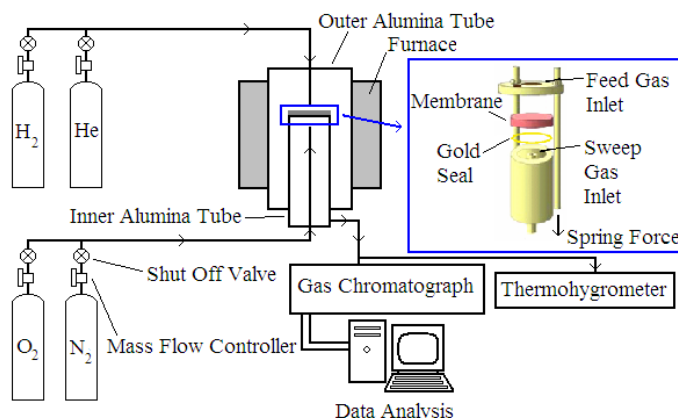 Outer Alumina Tube
Furnace
H2
He
Membrane
Gold
Seal
Feed Gas
Inlet
Sweep
Gas
Inlet
Spring Force
Inner Alumina Tube
Shut Off Valve
Mass Flow Controller
O2
N2
Gas Chromatograph
Thermohygrometer
Data Analysis